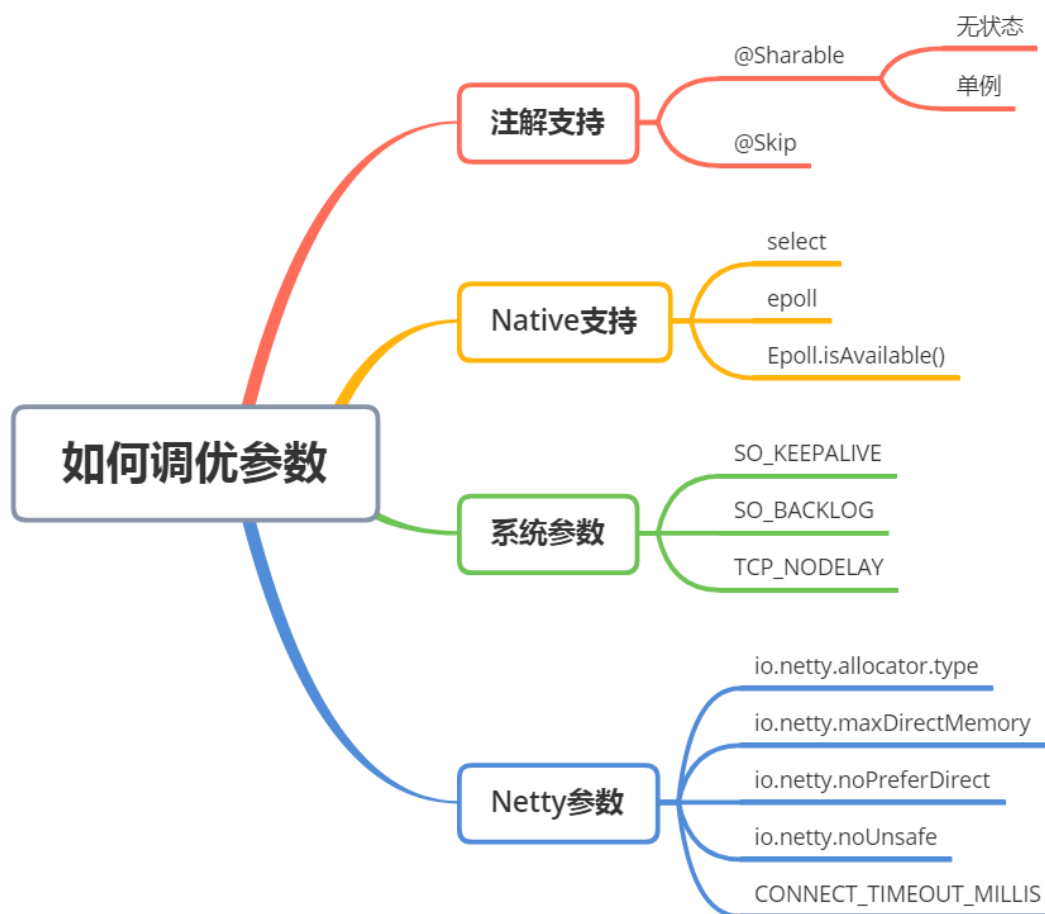 如何调优参数
注解支持
@Sharable
无状态
单例
@Skip
Native支持
select
epoll
Epoll.isAvailable()
系统参数
SO_KEEPALIVE
SO_BACKLOG
TCP_NODELAY
Netty参数
io.netty.allocator.type
io.netty.maxDirectMemory
io.netty.noPreferDirect
io.netty.noUnsafe
CONNECT_TIMEOUT_MILLIS